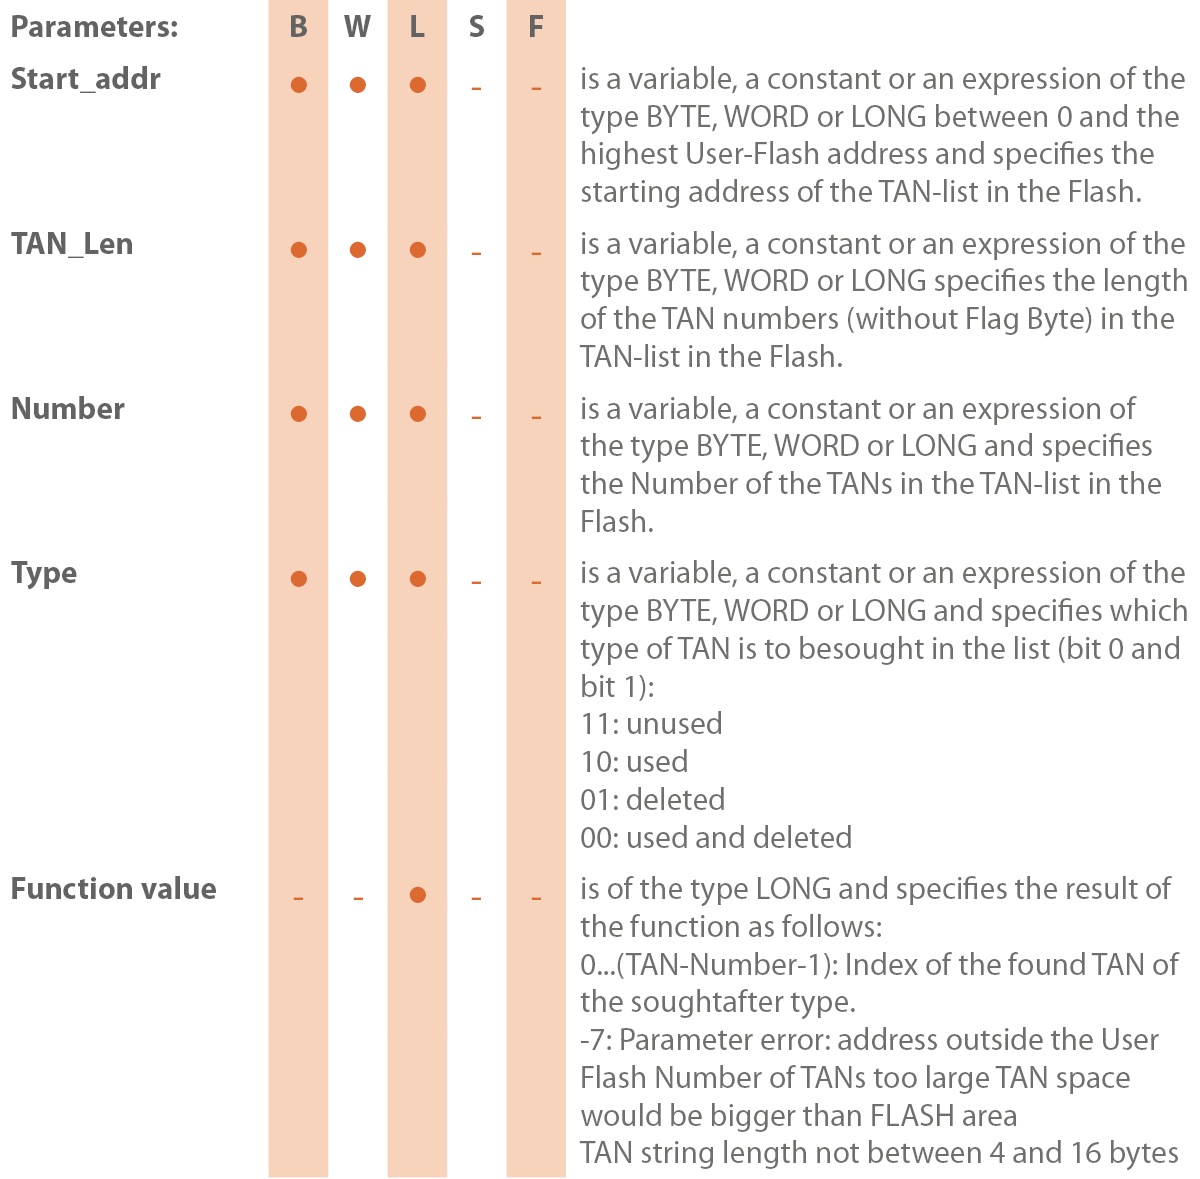 Parameters: B W L S F
Start_addr ● ● ● - - is a variable, a constant or an expression of the
type BYTE, WORD or LONG between 0 and the
highest User-Flash address and specifies the
starting address of the TAN-list in the Flash.
TAN_Len ● ● ● - - is a variable, a constant or an expression of the
type BYTE, WORD or LONG specifies the length
of the TAN numbers (without Flag Byte) in the
TAN-list in the Flash.
Number ● ● ● - - is a variable, a constant or an expression of
the type BYTE, WORD or LONG and specifies
the Number of the TANs in the TAN-list in the
Flash.
Type ● ● ● - - is a variable, a constant or an expression of the
type BYTE, WORD or LONG and specifies which
type of TAN is to besought in the list (bit 0 and
bit 1):
11: unused
10: used
01: deleted
00: used and deleted
Function value - - ● - - is of the type LONG and specifies the result of
the function as follows:
0...(TAN-Number-1): Index of the found TAN of
the soughtafter type.
-7: Parameter error: address outside the User
Flash Number of TANs too large TAN space
would be bigger than FLASH area
TAN string length not between 4 and 16 bytes